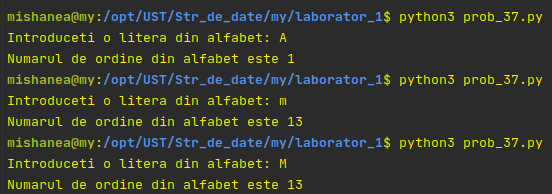 mishanea@my:/opt/UST/Str_de_date/my/laborator_1$ python3 prob_37.py
Introduceti o litera din alfabet: A
Numarul de ordine din alfabet este 1
mishanea@my:/opt/UST/Str_de_date/my/laborator_1$ python3 prob_37.py
Introduceti o litera din alfabet: m
Numarul de ordine din alfabet este 13
mishanea@my:/opt/UST/Str_de_date/my/laborator_1$ python3 prob_37.py
Introduceti o litera din alfabet: M
Numarul de ordine din alfabet este 13